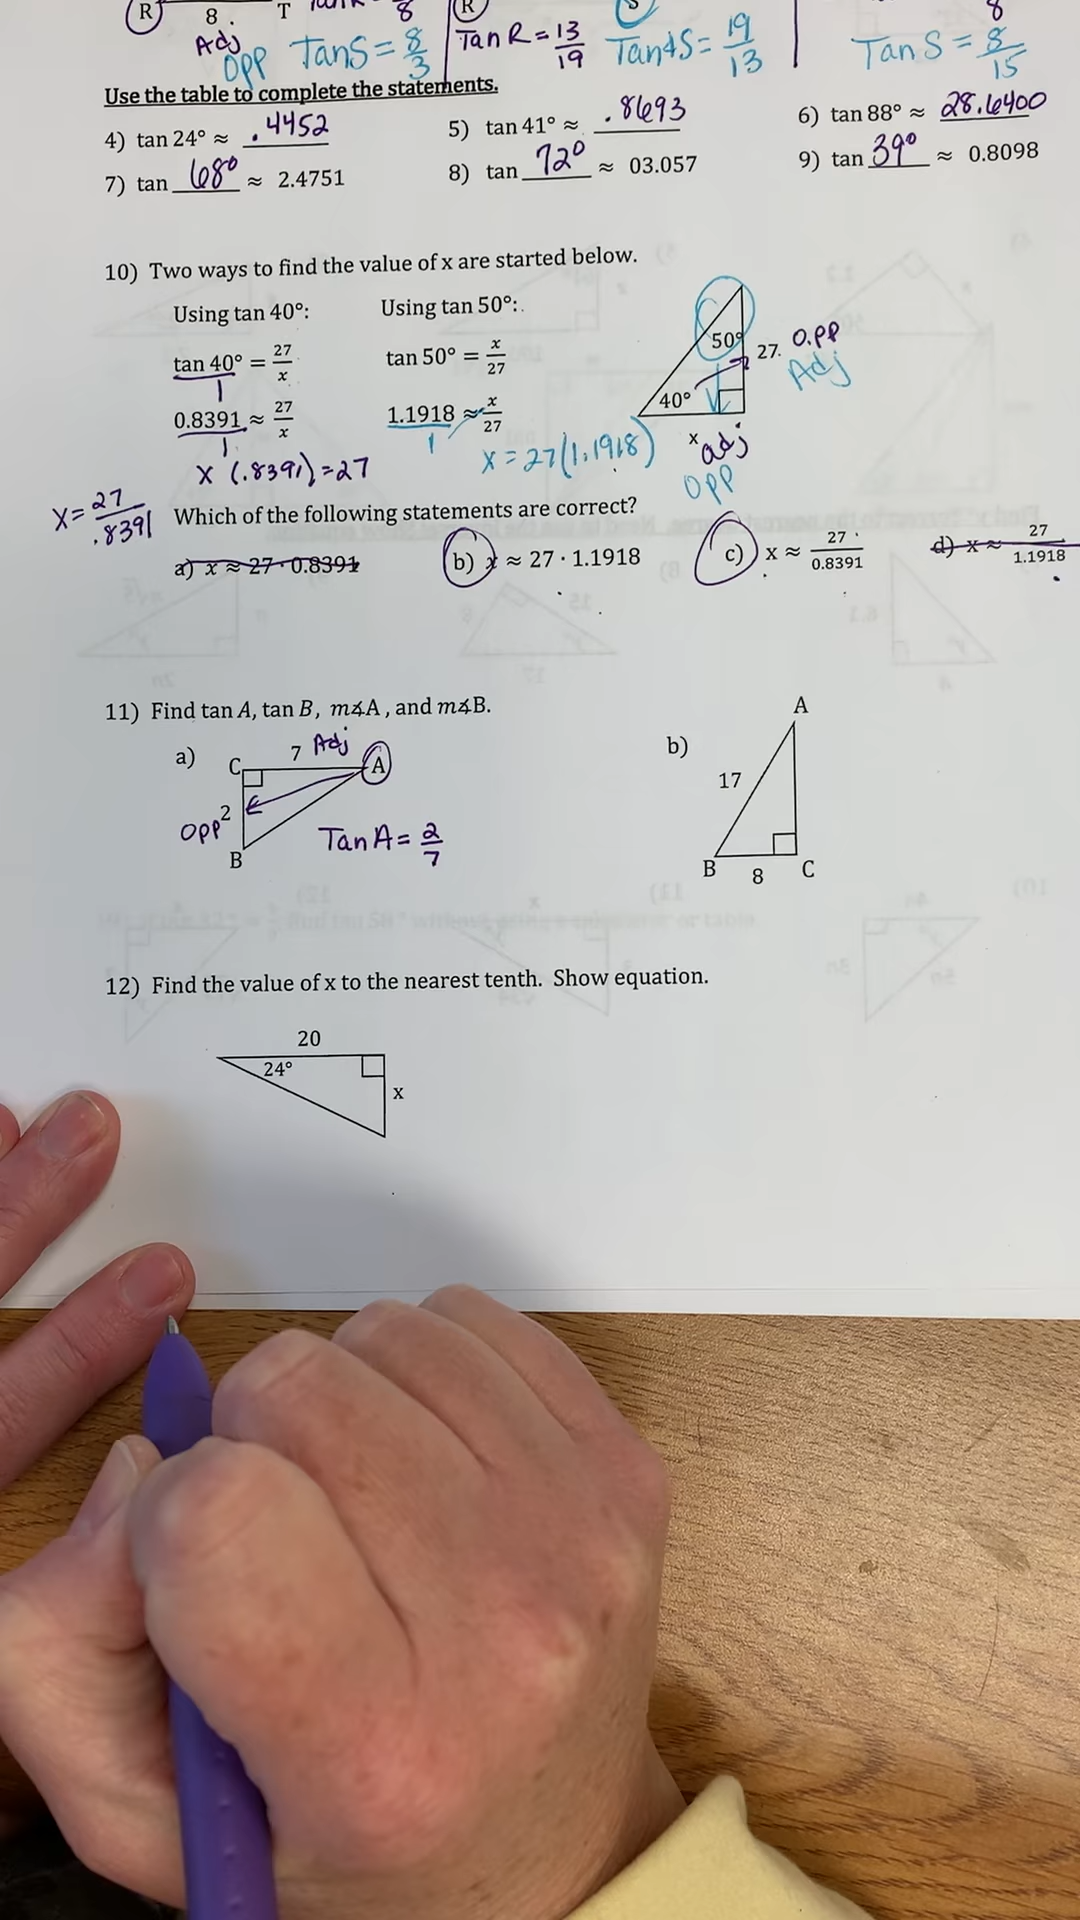 R 8 . T
Adj
Opp TanS = 8/3
R
Tan R = 13/19 TanS = 19/13
8
Tan S = 8/15
Use the table to complete the statements.
4) tan 24° ≈ .4452 5) tan 41° ≈ .8693 6) tan 88° ≈ 28.6400
7) tan 68° ≈ 2.4751 8) tan 72° ≈ 03.057 9) tan 39° ≈ 0.8098
10) Two ways to find the value of x are started below.
Using tan 40°: Using tan 50°:
tan 40° = 27/x tan 50° = x/27
1
0.8391 ≈ 27/x 1.1918 ≈ x/27
1 1
x (.8391) = 27 x = 27(1.1918)
x = 27/.8391
50° 27. O.pp
Adj
40°
x adj
Opp
Which of the following statements are correct?
a) x ≈ 27 · 0.8391 b) x ≈ 27 · 1.1918 c) x ≈ 27/0.8391 d) x ≈ 27/1.1918
11) Find tan A, tan B, m∡A, and m∡B.
a) C 7 Adj A
Opp 2
B
Tan A = 2/7
b) A
17
B 8 C
12) Find the value of x to the nearest tenth. Show equation.
20
24°
x